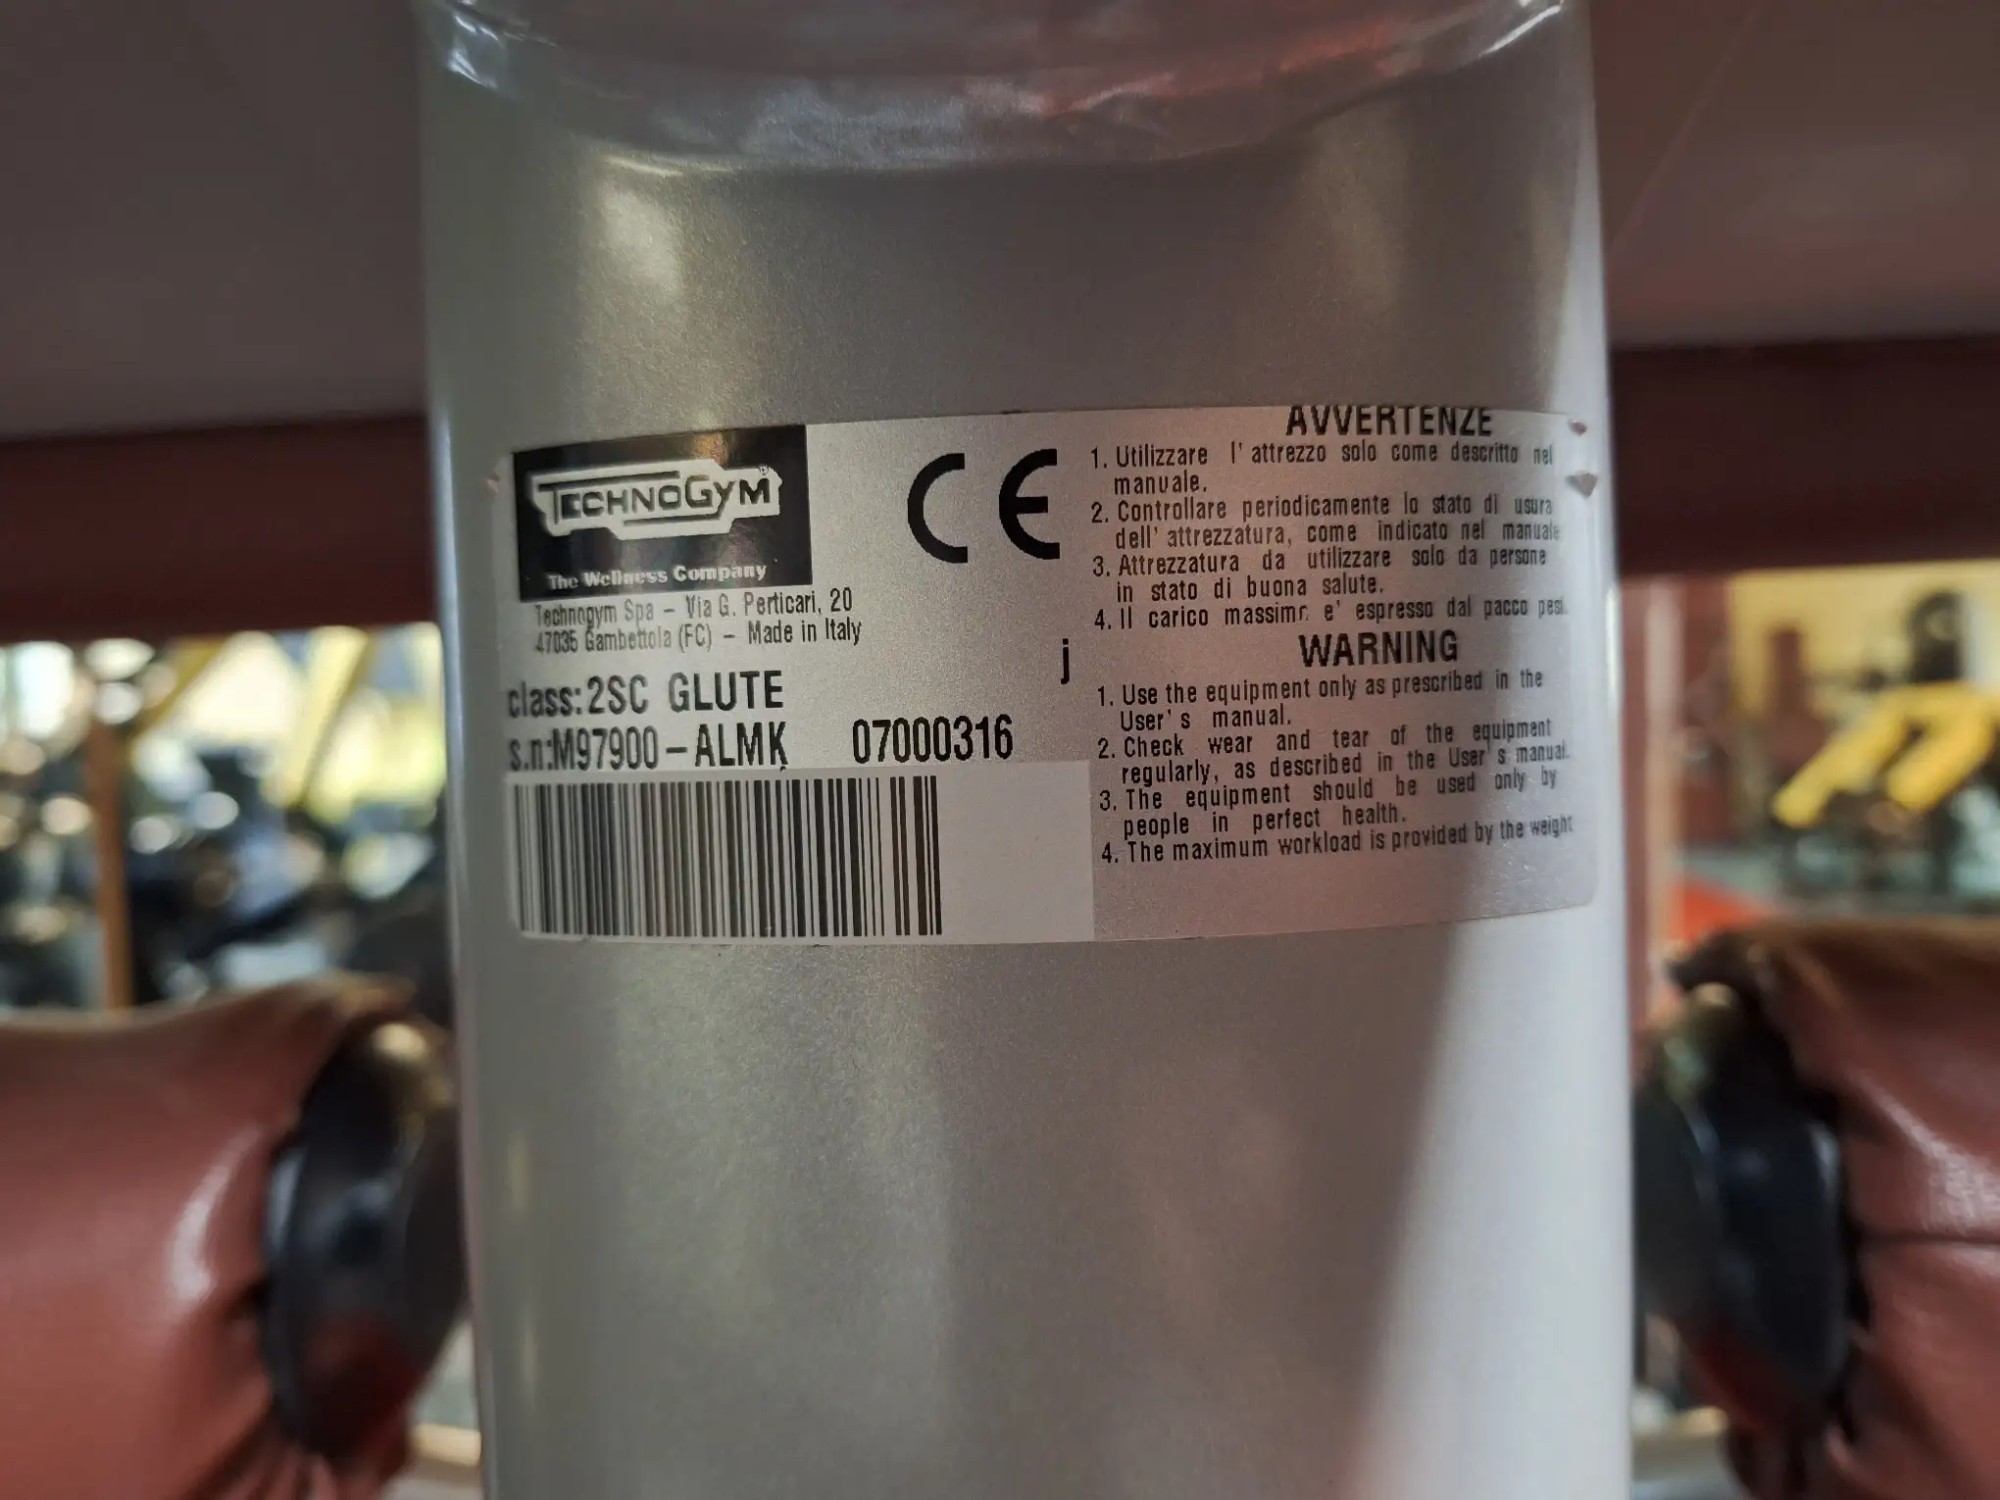 TECHNOGYM®
The Wellness Company
Technogym Spa – Via G. Perticari, 20
47035 Gambettola (FC) – Made in Italy
class: 2SC GLUTE
s.n:M97900-ALMK 07000316
CE
j
AVVERTENZE
1. Utilizzare l' attrezzo solo come descritto nel
manuale.
2. Controllare periodicamente lo stato di usura
dell' attrezzatura, come indicato nel manuale
3. Attrezzatura da utilizzare solo da persone
in stato di buona salute.
4. Il carico massimo e' espresso dal pacco pesi.
WARNING
1. Use the equipment only as prescribed in the
User's manual.
2. Check wear and tear of the equipment
regularly, as described in the User's manual.
3. The equipment should be used only by
people in perfect health.
4. The maximum workload is provided by the weight